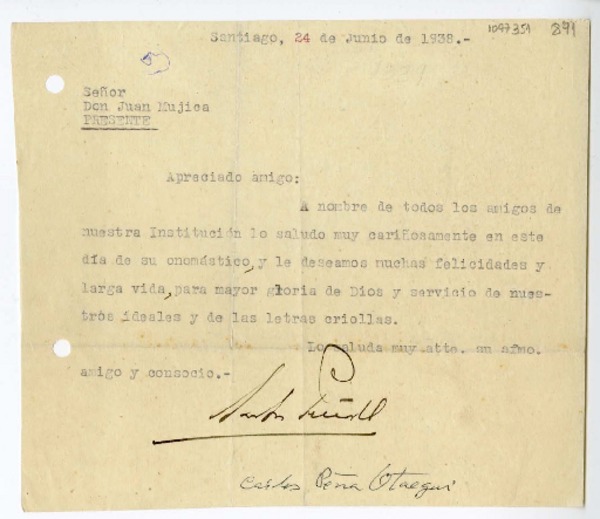 Santiago, 24 de Junio de 1938.-
1097351 891
Señor
Don Juan Mujica
PRESENTE
Apreciado amigo:
A nombre de todos los amigos de
nuestra Institución lo saludo muy cariñosamente en este
día de su onomástico, y le deseamos muchas felicidades y
larga vida, para mayor gloria de Dios y servicio de nues-
tros ideales y de las letras criollas.
Lo saluda muy atte. su afmo.
amigo y consocio.-
Carlos Peña Otaegui